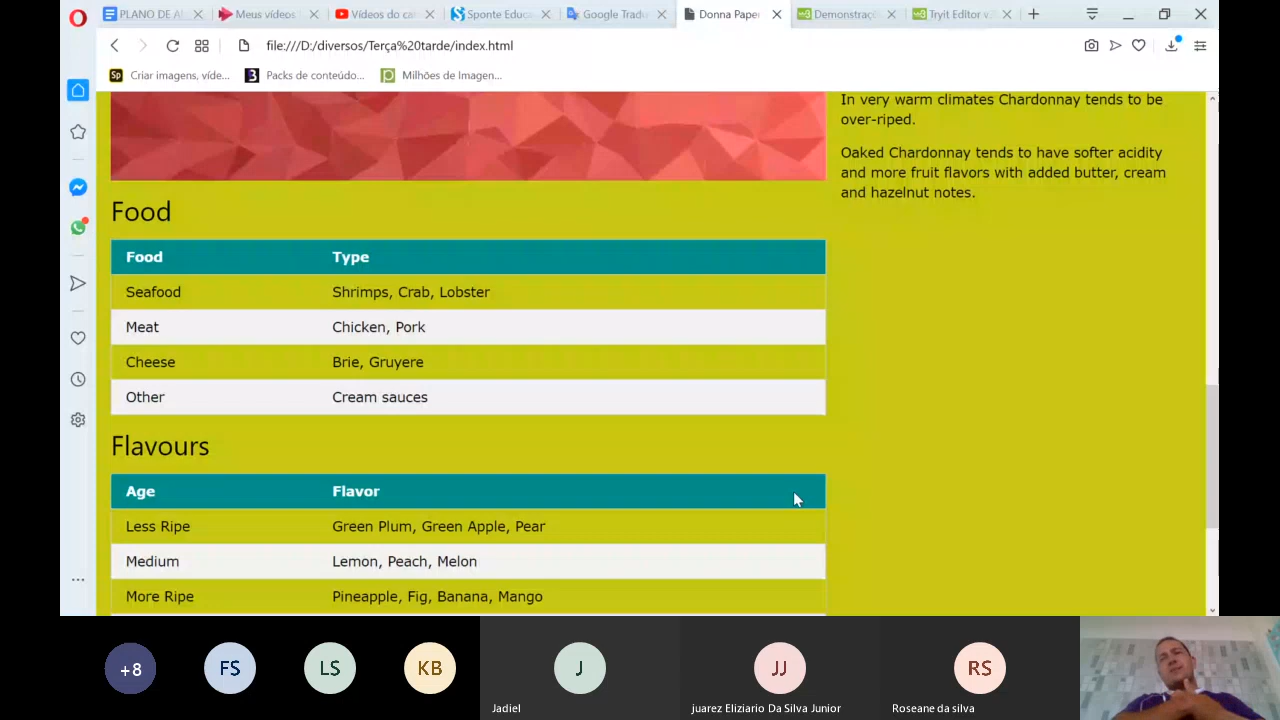 PLANO DE A
Meus vídeos
Vídeos do ca
Sponte Educ
Google Tradu
Donna Paper
Demonstraç
Tryit Editor v.
file:///D:/diversos/Terça%20tarde/index.html
Sp Criar imagens, víde...
Packs de conteúdo...
Milhões de Imagen...
In very warm climates Chardonnay tends to be
over-riped.
Oaked Chardonnay tends to have softer acidity
and more fruit flavors with added butter, cream
and hazelnut notes.
Food
Food Type
Seafood Shrimps, Crab, Lobster
Meat Chicken, Pork
Cheese Brie, Gruyere
Other Cream sauces
Flavours
Age Flavor
Less Ripe Green Plum, Green Apple, Pear
Medium Lemon, Peach, Melon
More Ripe Pineapple, Fig, Banana, Mango
+8
FS
LS
KB
J
JJ
RS
Jadiel
juarez Eliziario Da Silva Junior
Roseane da silva